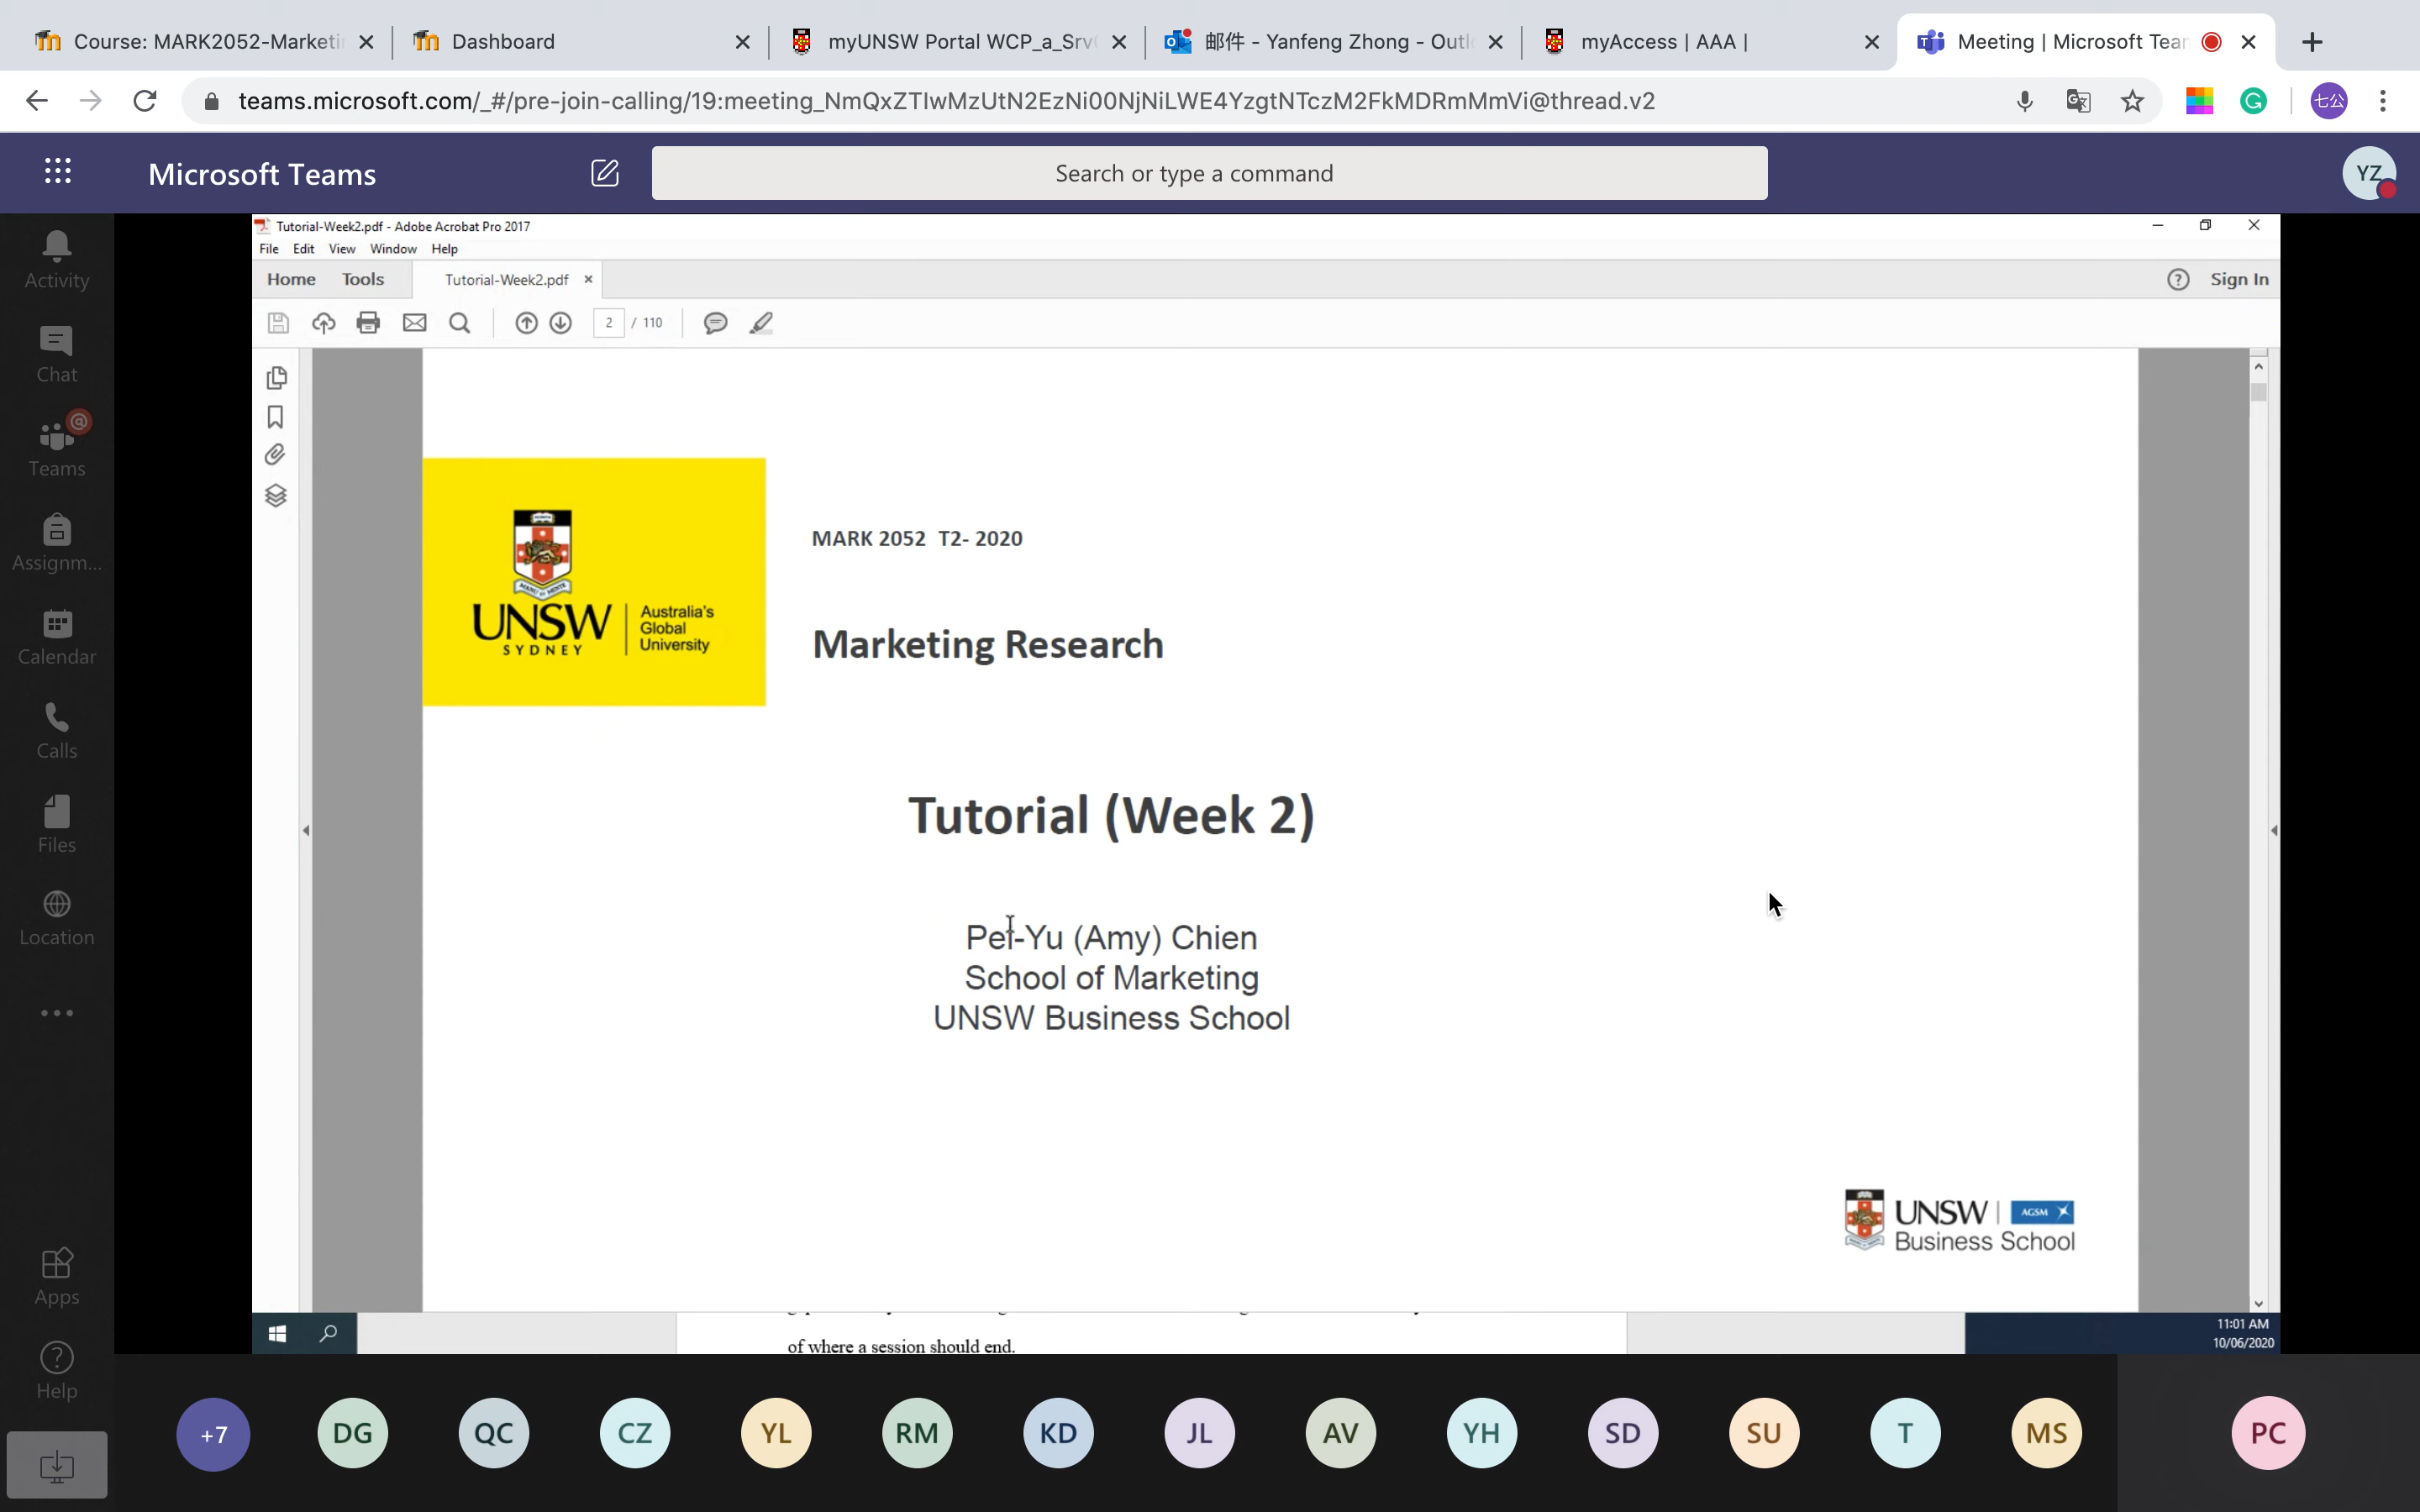 Course: MARK2052-Marketi
Dashboard
myUNSW Portal WCP_a_Srv
邮件 - Yanfeng Zhong - Outl
myAccess | AAA |
Meeting | Microsoft Tea
teams.microsoft.com/_#/pre-join-calling/19:meeting_NmQxZTIwMzUtN2EzNi00NjNiLWE4YzgtNTczM2FkMDRmMmVi@thread.v2
七公
Microsoft Teams
Search or type a command
YZ
Activity
Chat
Teams
Assignm...
Calendar
Calls
Files
Location
Apps
Help
Tutorial-Week2.pdf - Adobe Acrobat Pro 2017
File Edit View Window Help
Home Tools Tutorial-Week2.pdf
Sign In
2 / 110
UNSW
SYDNEY
Australia's
Global
University
MARK 2052 T2- 2020
Marketing Research
Tutorial (Week 2)
Pei-Yu (Amy) Chien
School of Marketing
UNSW Business School
UNSW
AGSM
Business School
of where a session should end.
11:01 AM
10/06/2020
+7 DG QC CZ YL RM KD JL AV YH SD SU T MS PC